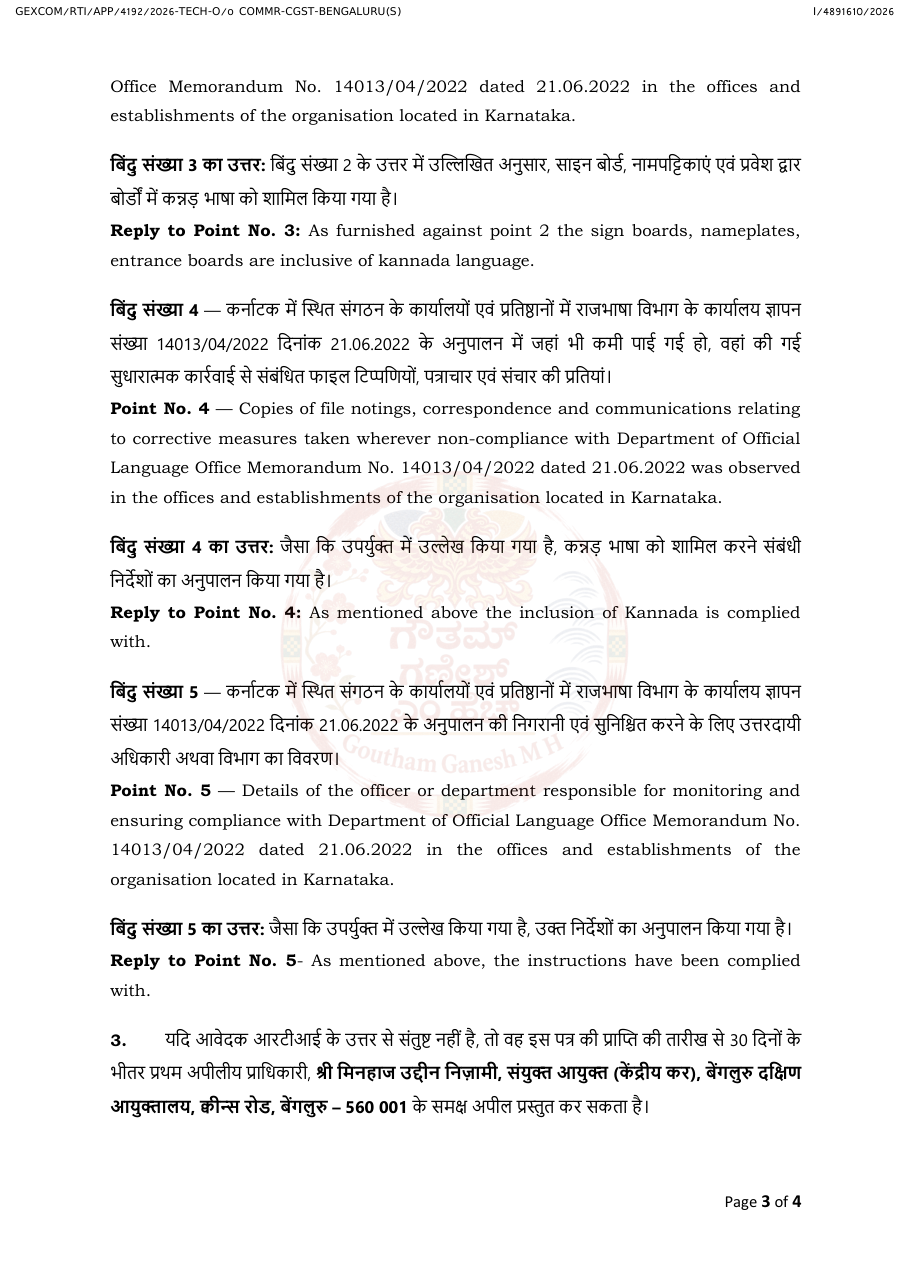 GEXCOM/RTI/APP/4192/2026-TECH-O/o COMMR-CGST-BENGALURU(S)
I/4891610/2026
Office Memorandum No. 14013/04/2022 dated 21.06.2022 in the offices and
establishments of the organisation located in Karnataka.
बिंदु संख्या 3 का उत्तर: बिंदु संख्या 2 के उत्तर में उल्लिखित अनुसार, साइन बोर्ड, नामपट्टिकाएं एवं प्रवेश द्वार
बोर्डों में कन्नड़ भाषा को शामिल किया गया है।
Reply to Point No. 3: As furnished against point 2 the sign boards, nameplates,
entrance boards are inclusive of kannada language.
बिंदु संख्या 4 — कर्नाटक में स्थित संगठन के कार्यालयों एवं प्रतिष्ठानों में राजभाषा विभाग के कार्यालय ज्ञापन
संख्या 14013/04/2022 दिनांक 21.06.2022 के अनुपालन में जहां भी कमी पाई गई हो, वहां की गई
सुधारात्मक कार्रवाई से संबंधित फाइल टिप्पणियों, पत्राचार एवं संचार की प्रतियां।
Point No. 4 — Copies of file notings, correspondence and communications relating
to corrective measures taken wherever non-compliance with Department of Official
Language Office Memorandum No. 14013/04/2022 dated 21.06.2022 was observed
in the offices and establishments of the organisation located in Karnataka.
बिंदु संख्या 4 का उत्तर: जैसा कि उपर्युक्त में उल्लेख किया गया है, कन्नड़ भाषा को शामिल करने संबंधी
निर्देशों का अनुपालन किया गया है।
Reply to Point No. 4: As mentioned above the inclusion of Kannada is complied
with.
ಗೌತಮ್
ಗಣೇಶ್
ಎಂ ಹೆಚ್
Goutham Ganesh M H
बिंदु संख्या 5 — कर्नाटक में स्थित संगठन के कार्यालयों एवं प्रतिष्ठानों में राजभाषा विभाग के कार्यालय ज्ञापन
संख्या 14013/04/2022 दिनांक 21.06.2022 के अनुपालन की निगरानी एवं सुनिश्चित करने के लिए उत्तरदायी
अधिकारी अथवा विभाग का विवरण।
Point No. 5 — Details of the officer or department responsible for monitoring and
ensuring compliance with Department of Official Language Office Memorandum No.
14013/04/2022 dated 21.06.2022 in the offices and establishments of the
organisation located in Karnataka.
बिंदु संख्या 5 का उत्तर: जैसा कि उपर्युक्त में उल्लेख किया गया है, उक्त निर्देशों का अनुपालन किया गया है।
Reply to Point No. 5- As mentioned above, the instructions have been complied
with.
3. यदि आवेदक आरटीआई के उत्तर से संतुष्ट नहीं है, तो वह इस पत्र की प्राप्ति की तारीख से 30 दिनों के
भीतर प्रथम अपीलीय प्राधिकारी, श्री मिनहाज उद्दीन निज़ामी, संयुक्त आयुक्त (केंद्रीय कर), बेंगलुरु दक्षिण
आयुक्तालय, क्वीन्स रोड, बेंगलुरु – 560 001 के समक्ष अपील प्रस्तुत कर सकता है।
Page 3 of 4